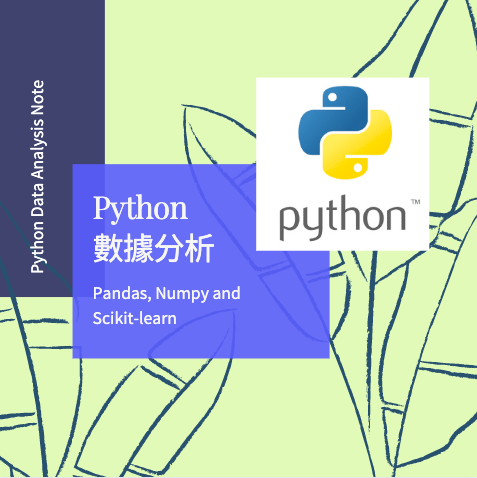 Python Data Analysis Note
Python
數據分析
Pandas, Numpy and
Scikit-learn
python™